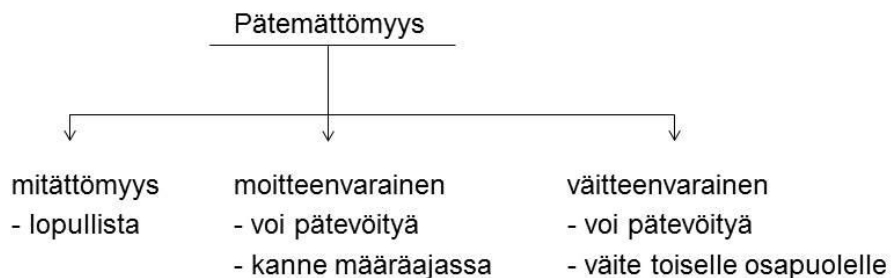 Pätemättömyys
mitättömyys
- lopullista
moitteenvarainen
- voi pätevöityä
- kanne määräajassa
väitteenvarainen
- voi pätevöityä
- väite toiselle osapuolelle